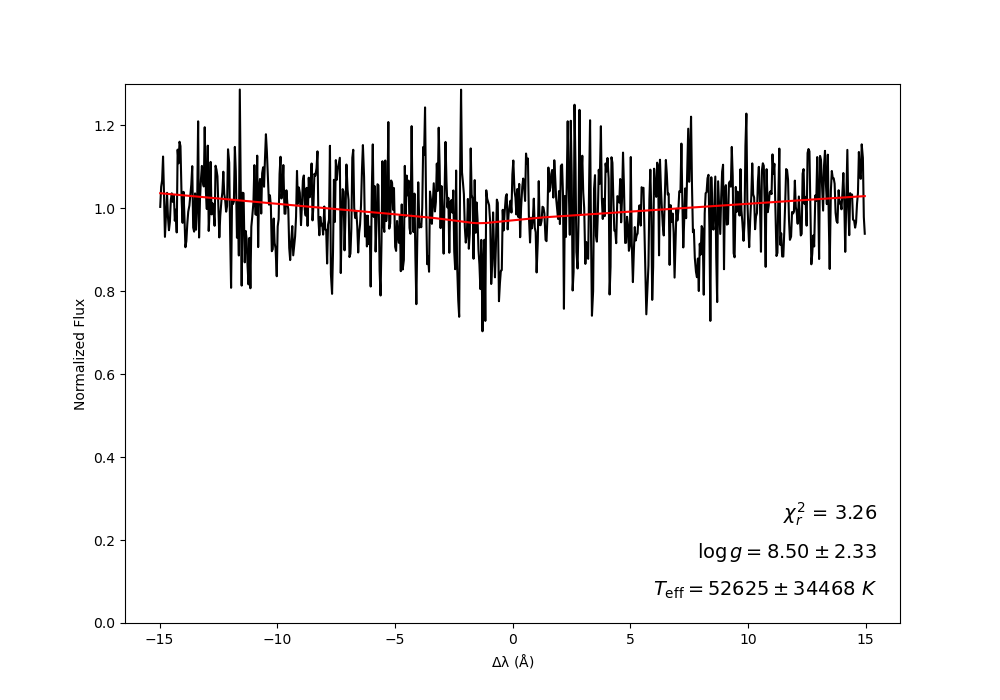 Normalized Flux
1.2
1.0
0.8
0.6
0.4
0.2
0.0
χ²ᵣ = 3.26
log g = 8.50 ± 2.33
T_eff = 52625 ± 34468 K
−15
−10
−5
0
5
10
15
Δλ (Å)